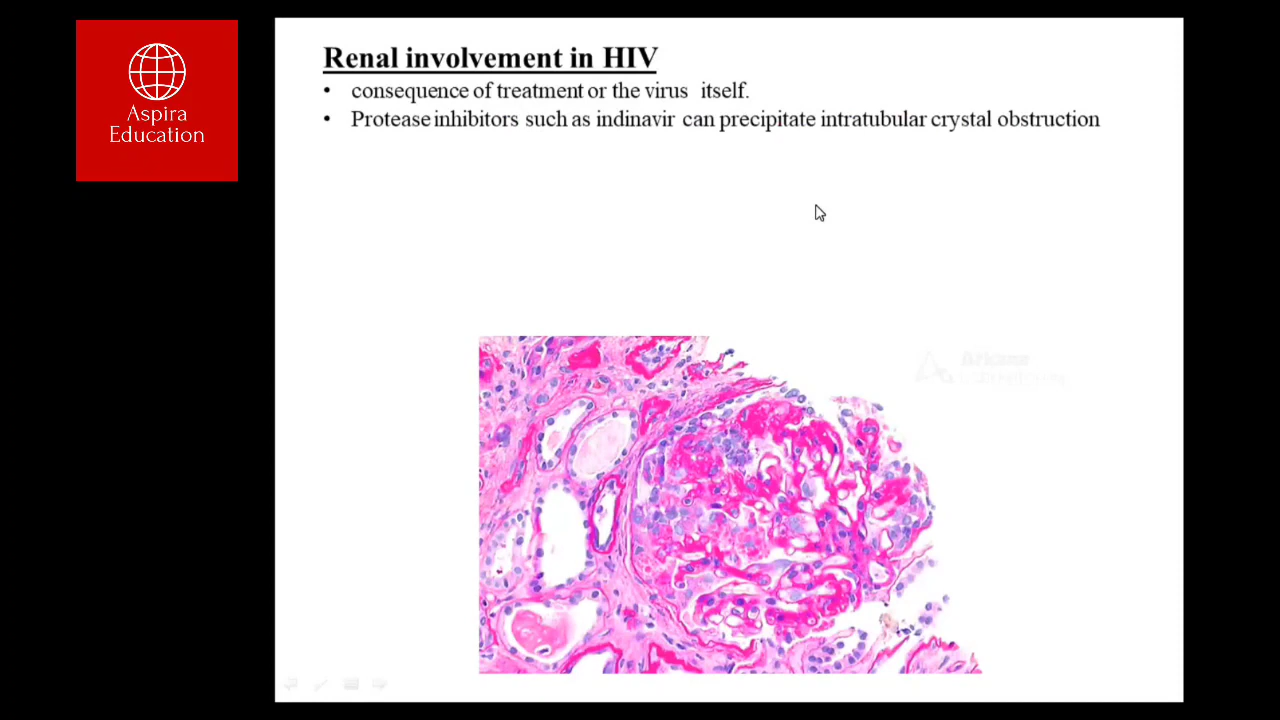 Aspira
Education
Renal involvement in HIV
• consequence of treatment or the virus itself.
• Protease inhibitors such as indinavir can precipitate intratubular crystal obstruction